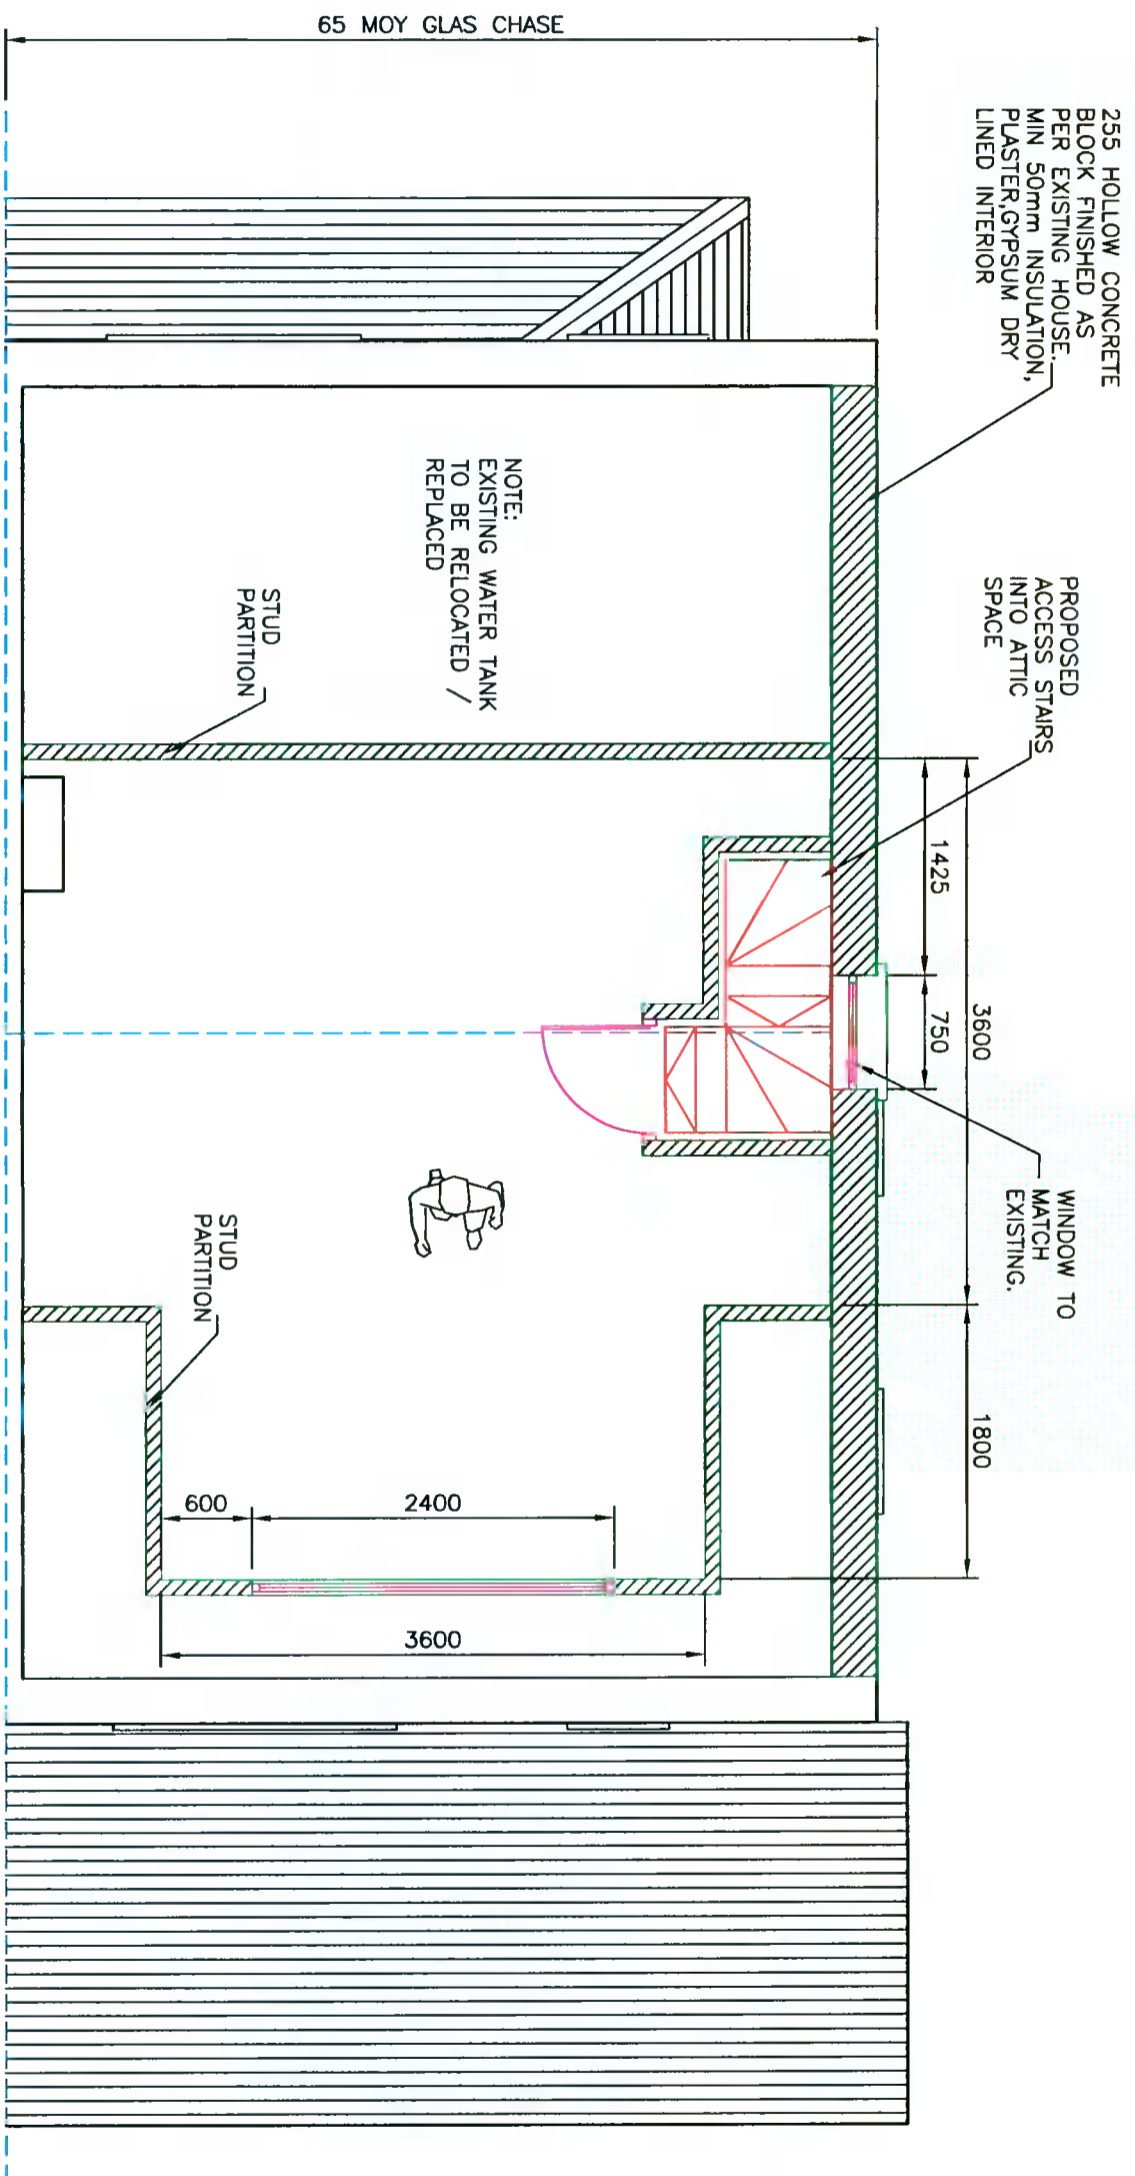 65 MOY GLAS CHASE
255 HOLLOW CONCRETE
BLOCK FINISHED AS
PER EXISTING HOUSE.
MIN 50mm INSULATION,
PLASTER,GYPSUM DRY
LINED INTERIOR
PROPOSED
ACCESS STAIRS
INTO ATTIC
SPACE
WINDOW TO
MATCH
EXISTING.
3600
1800
1425
750
NOTE:
EXISTING WATER TANK
TO BE RELOCATED /
REPLACED
STUD
PARTITION
STUD
PARTITION
600
2400
3600